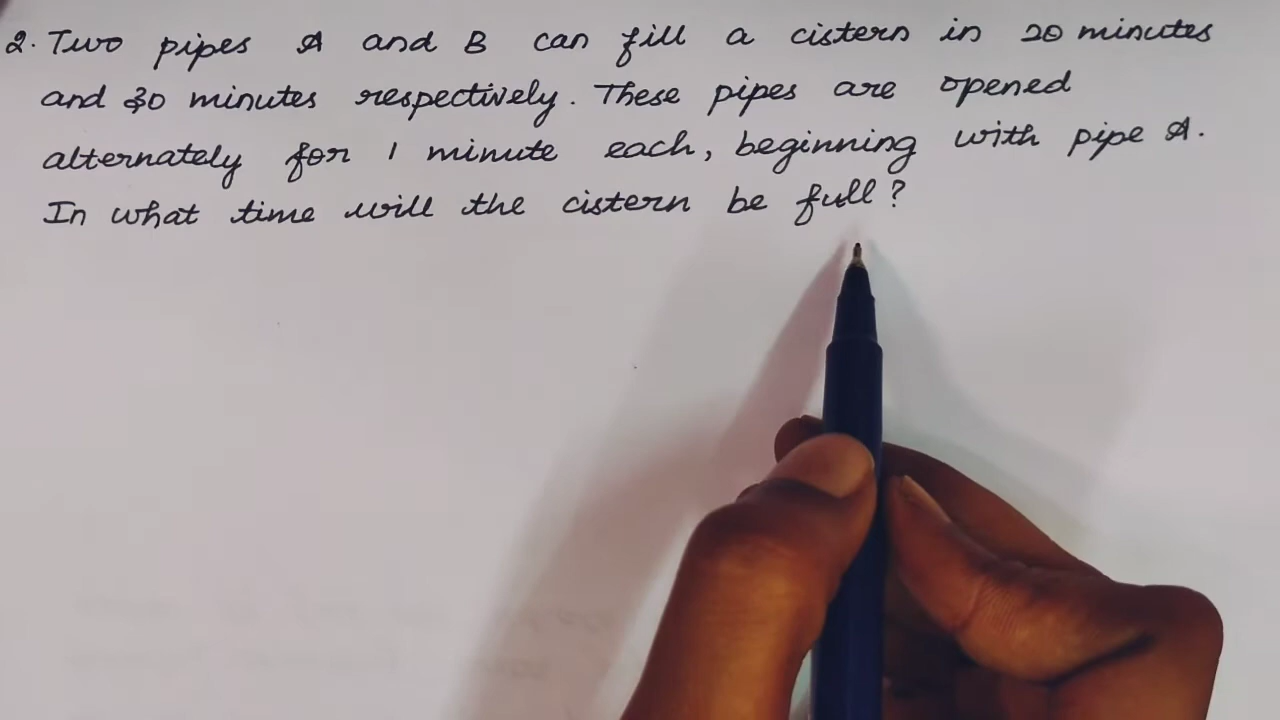 2. Two pipes A and B can fill a cistern in 20 minutes
and 30 minutes respectively. These pipes are opened
alternately for 1 minute each, beginning with pipe A.
In what time will the cistern be full?